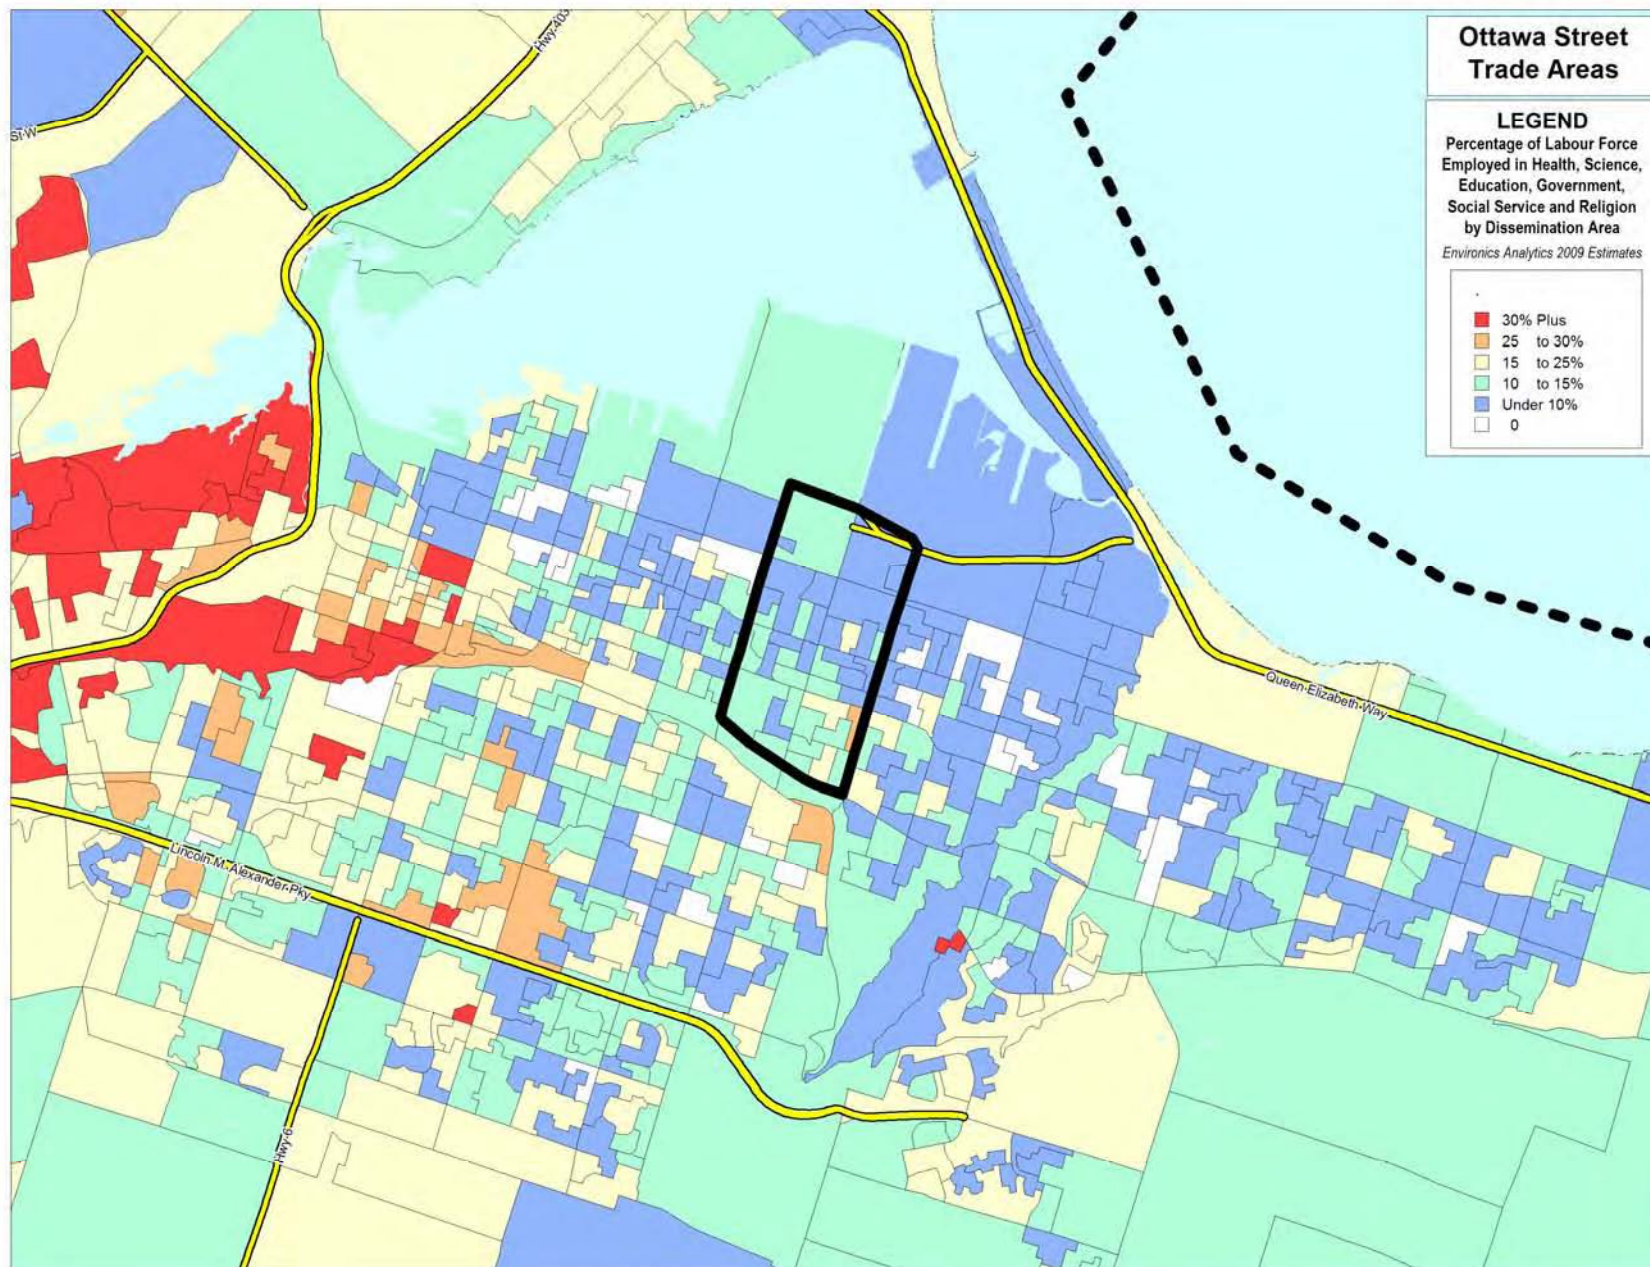 Ottawa Street
Trade Areas
LEGEND
Percentage of Labour Force
Employed in Health, Science,
Education, Government,
Social Service and Religion
by Dissemination Area
Environics Analytics 2009 Estimates
30% Plus
25 to 30%
15 to 25%
10 to 15%
Under 10%
0
Hwy 403
St W
Queen Elizabeth Way
Lincoln M. Alexander Pky
Hwy 6